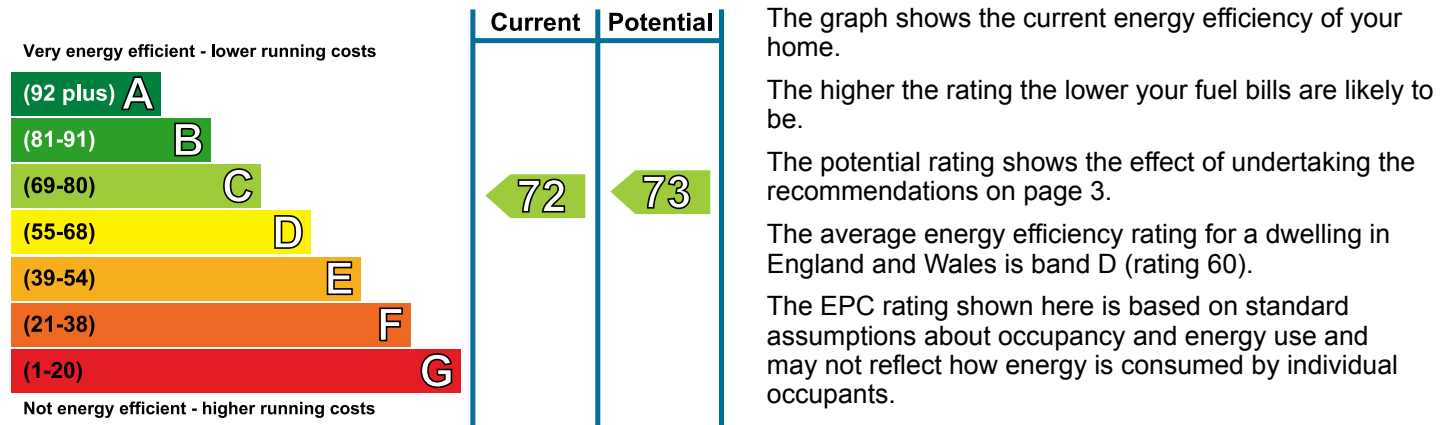 Current Potential
Very energy efficient - lower running costs
(92 plus) A
(81-91) B
(69-80) C
(55-68) D
(39-54) E
(21-38) F
(1-20) G
Not energy efficient - higher running costs
72 73
The graph shows the current energy efficiency of your
home.
The higher the rating the lower your fuel bills are likely to
be.
The potential rating shows the effect of undertaking the
recommendations on page 3.
The average energy efficiency rating for a dwelling in
England and Wales is band D (rating 60).
The EPC rating shown here is based on standard
assumptions about occupancy and energy use and
may not reflect how energy is consumed by individual
occupants.